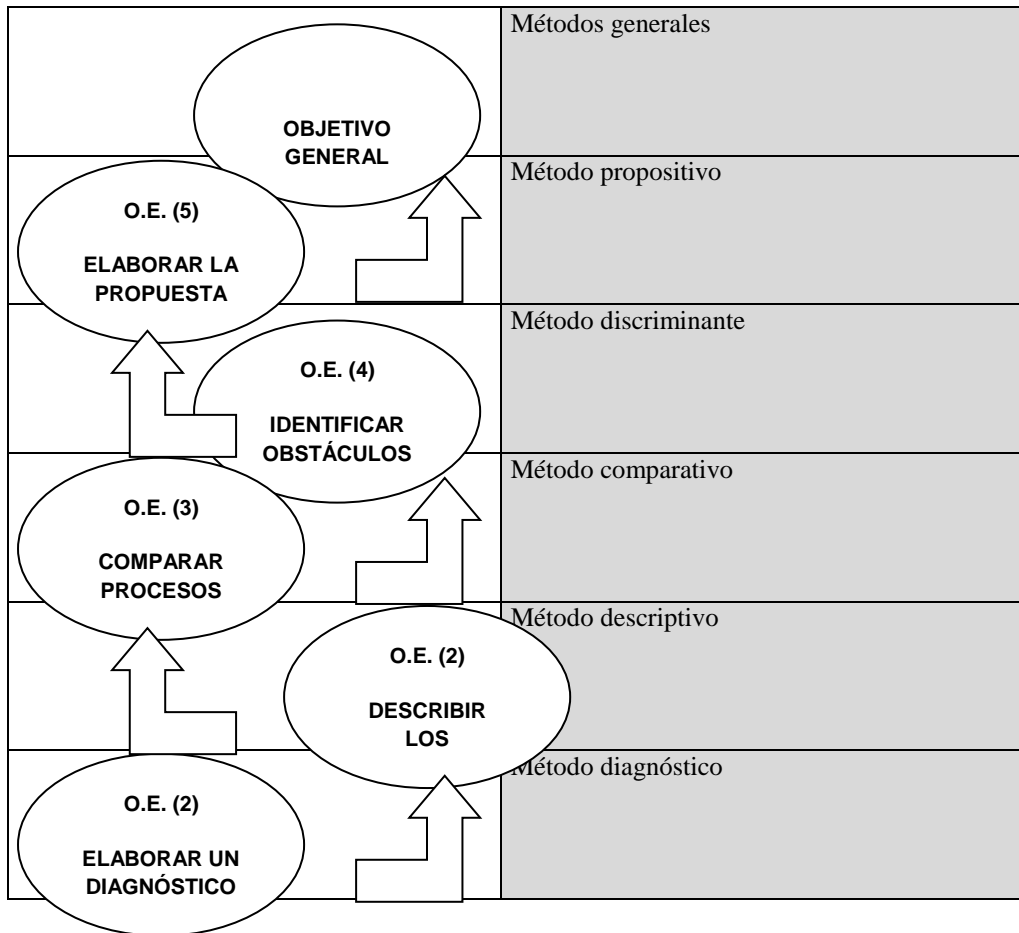 Métodos generales
OBJETIVO
GENERAL
Método propositivo
O.E. (5)
ELABORAR LA
PROPUESTA
Método discriminante
O.E. (4)
IDENTIFICAR
OBSTÁCULOS
Método comparativo
O.E. (3)
COMPARAR
PROCESOS
Método descriptivo
O.E. (2)
DESCRIBIR
LOS
Método diagnóstico
O.E. (2)
ELABORAR UN
DIAGNÓSTICO